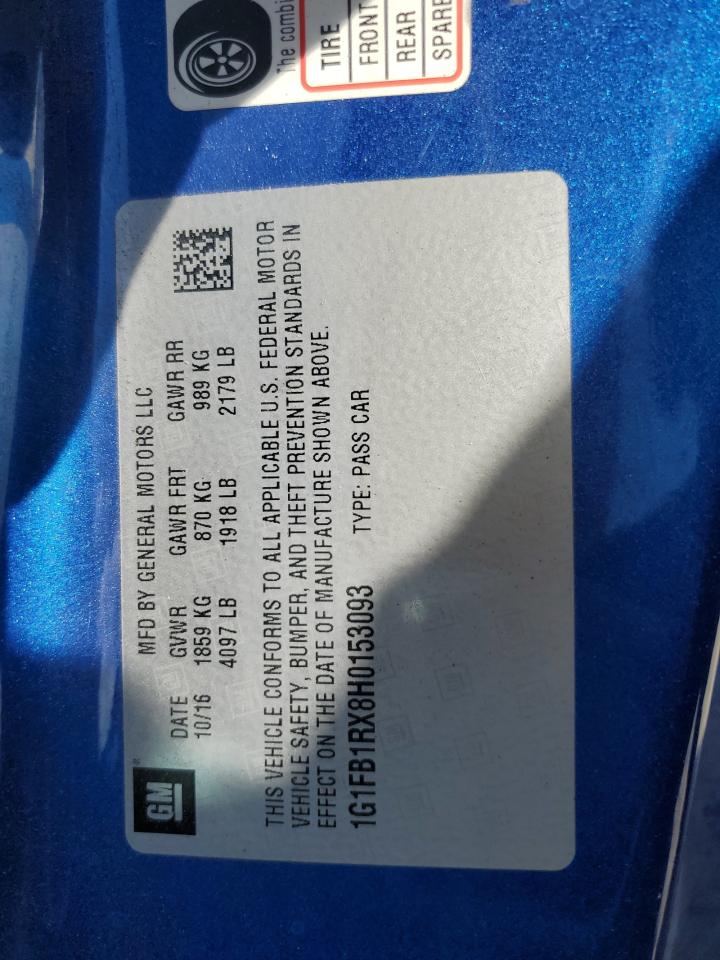 The combi
TIRE
FRONT
REAR
SPARE
GM
MFD BY GENERAL MOTORS LLC
DATE GVWR GAWR FRT GAWR RR
10/16 1859 KG 870 KG 989 KG
4097 LB 1918 LB 2179 LB
THIS VEHICLE CONFORMS TO ALL APPLICABLE U.S. FEDERAL MOTOR
VEHICLE SAFETY, BUMPER, AND THEFT PREVENTION STANDARDS IN
EFFECT ON THE DATE OF MANUFACTURE SHOWN ABOVE.
1G1FB1RX8H0153093 TYPE: PASS CAR